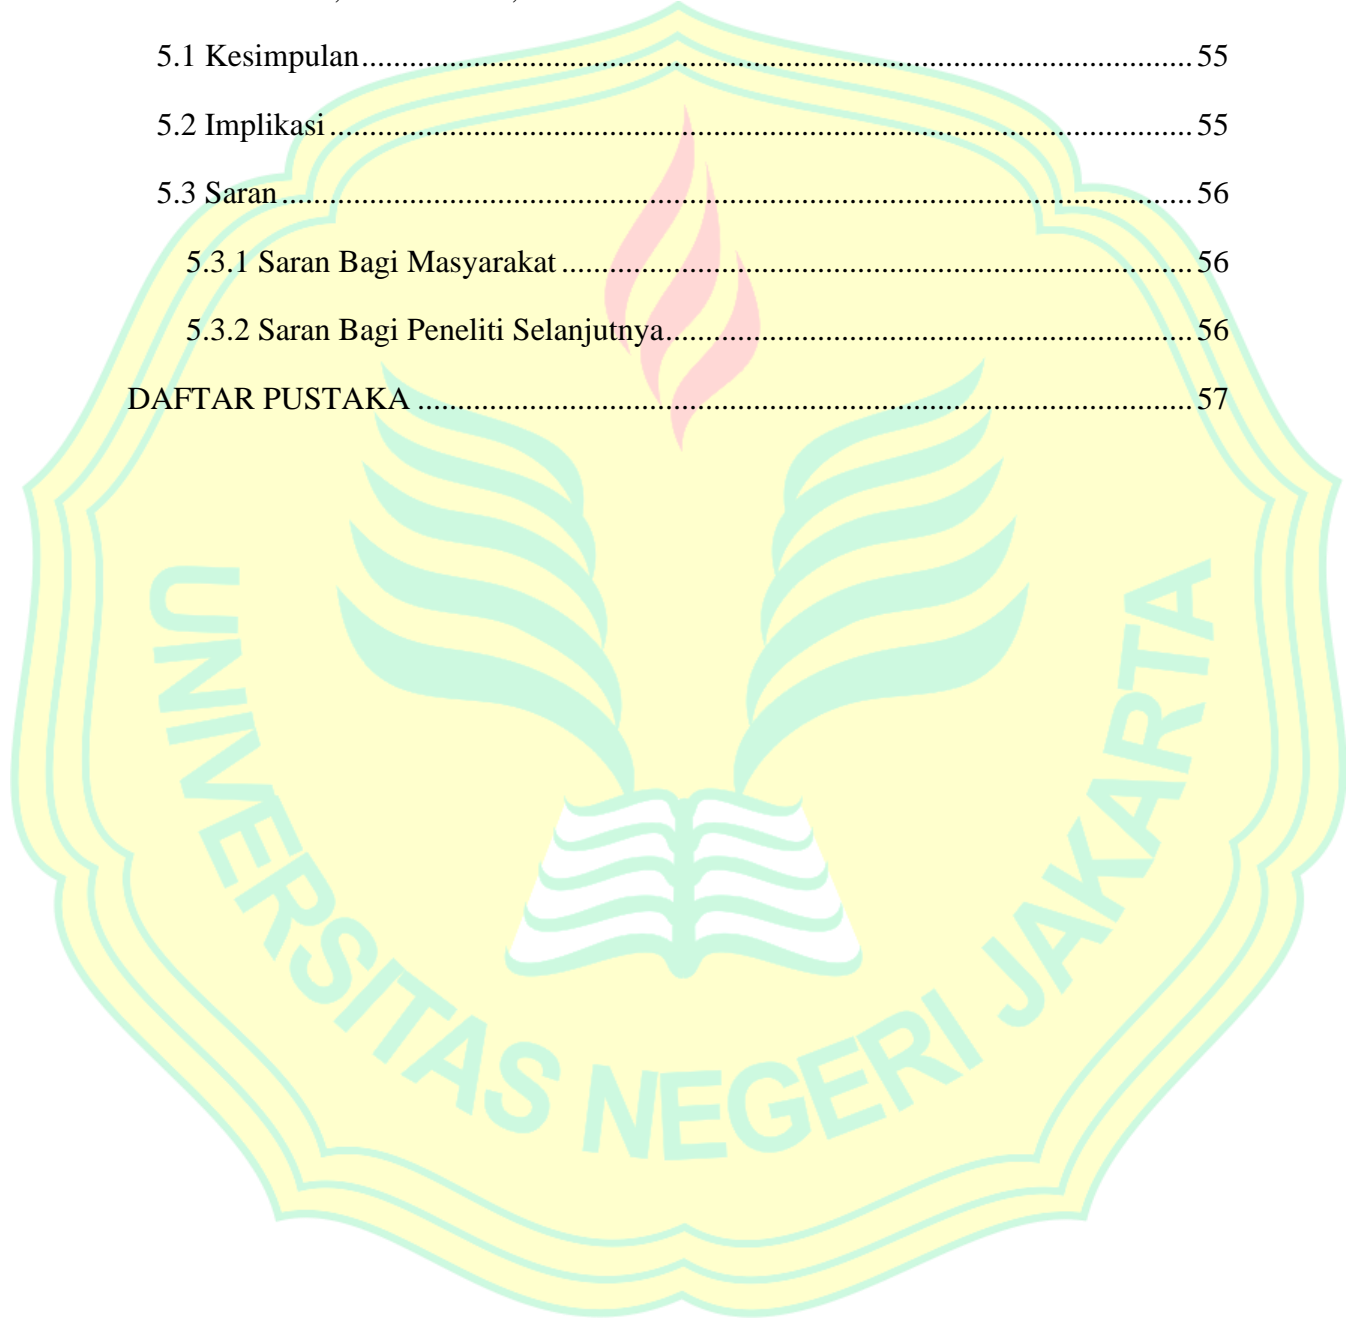 5.1 Kesimpulan........................................................................................................ 55
5.2 Implikasi............................................................................................................ 55
5.3 Saran.................................................................................................................. 56
5.3.1 Saran Bagi Masyarakat............................................................................... 56
5.3.2 Saran Bagi Peneliti Selanjutnya.................................................................. 56
DAFTAR PUSTAKA................................................................................................. 57
UNIVERSITAS NEGERI JAKARTA